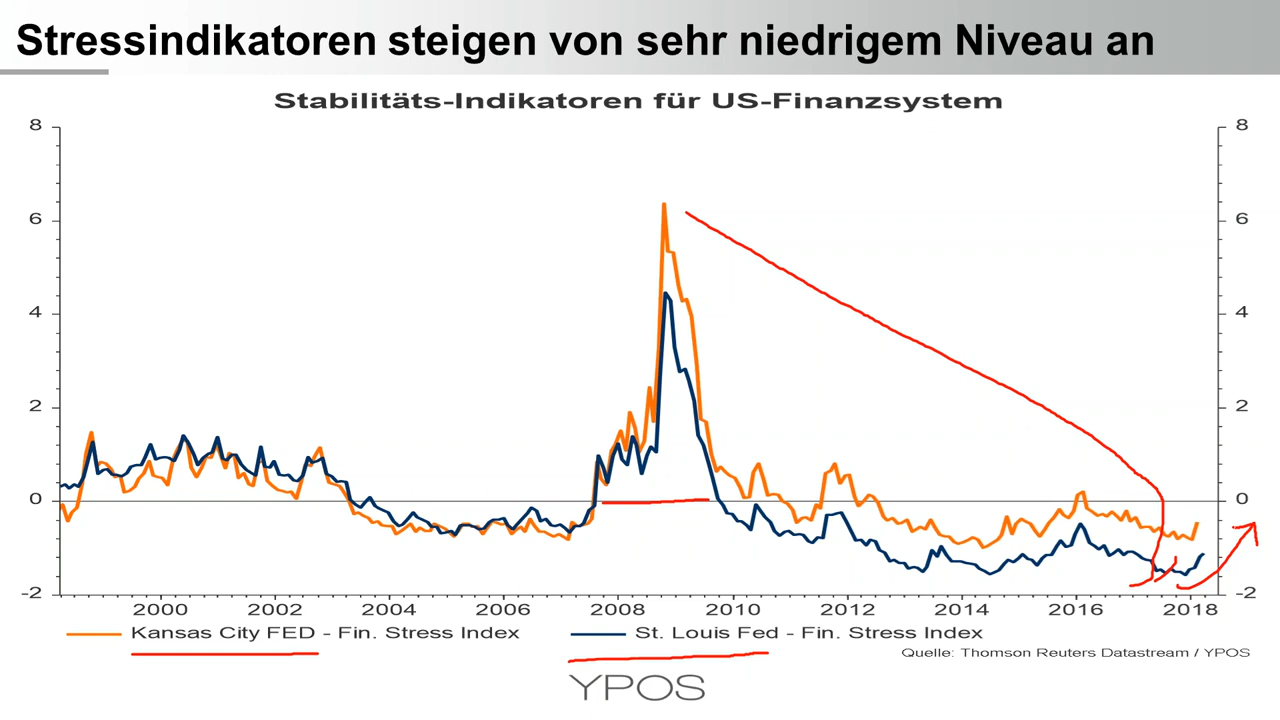 Stressindikatoren steigen von sehr niedrigem Niveau an
Stabilitäts-Indikatoren für US-Finanzsystem
8 8
6 6
4 4
2 2
0 0
-2 -2
2000 2002 2004 2006 2008 2010 2012 2014 2016 2018
Kansas City FED - Fin. Stress Index St. Louis Fed - Fin. Stress Index
Quelle: Thomson Reuters Datastream / YPOS
YPOS